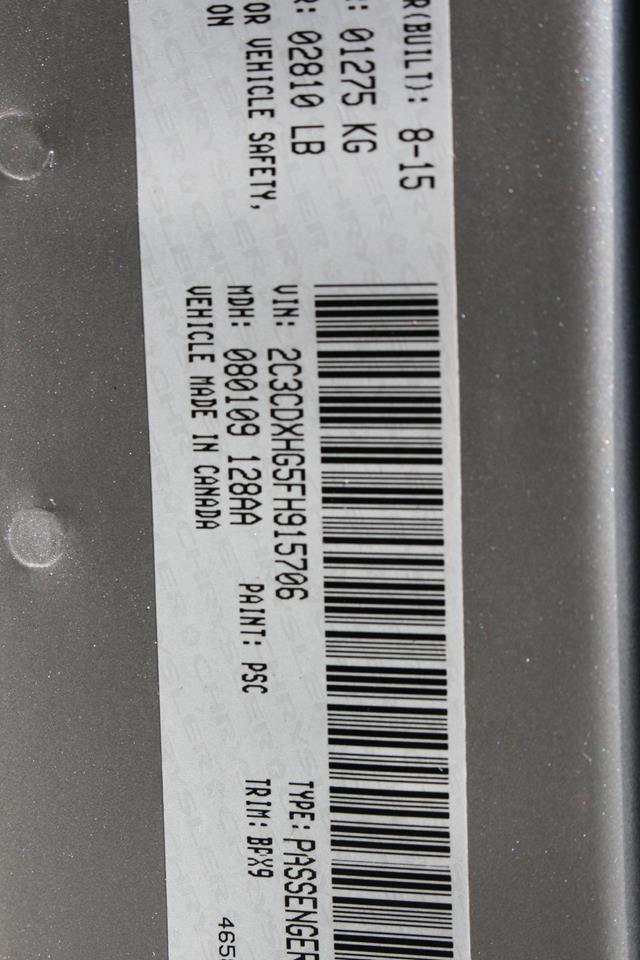 R(BUILT): 8-15
: 01275 KG
R: 02810 LB
OR VEHICLE SAFETY,
ON
VIN: 2C3CDXHG5FH915706 TYPE: PASSENGER
MDH: 080109 128AA PAINT: PSC TRIM: BPX9
VEHICLE MADE IN CANADA
465